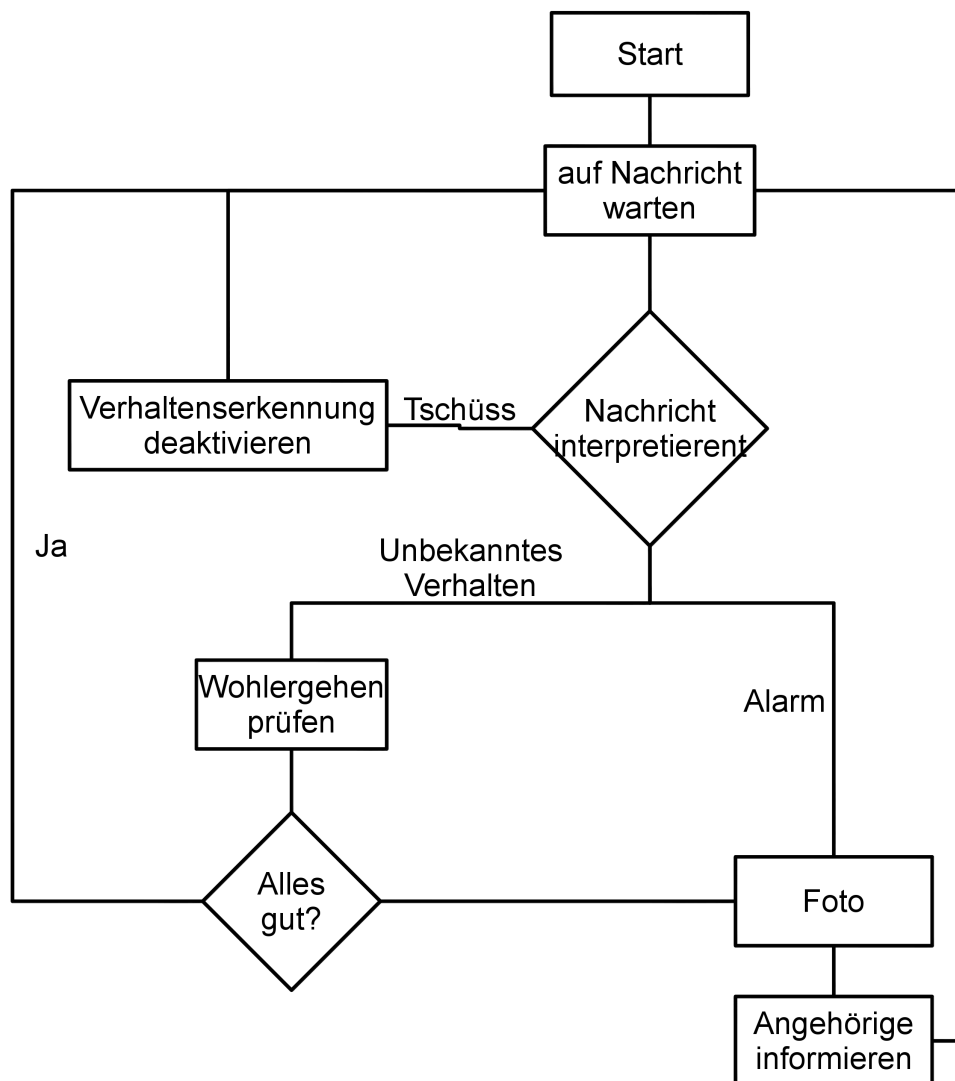 Start
auf Nachricht
warten
Verhaltenserkennung
deaktivieren
Tschüss
Nachricht
interpretierent
Ja
Unbekanntes
Verhalten
Wohlergehen
prüfen
Alarm
Alles
gut?
Foto
Angehörige
informieren